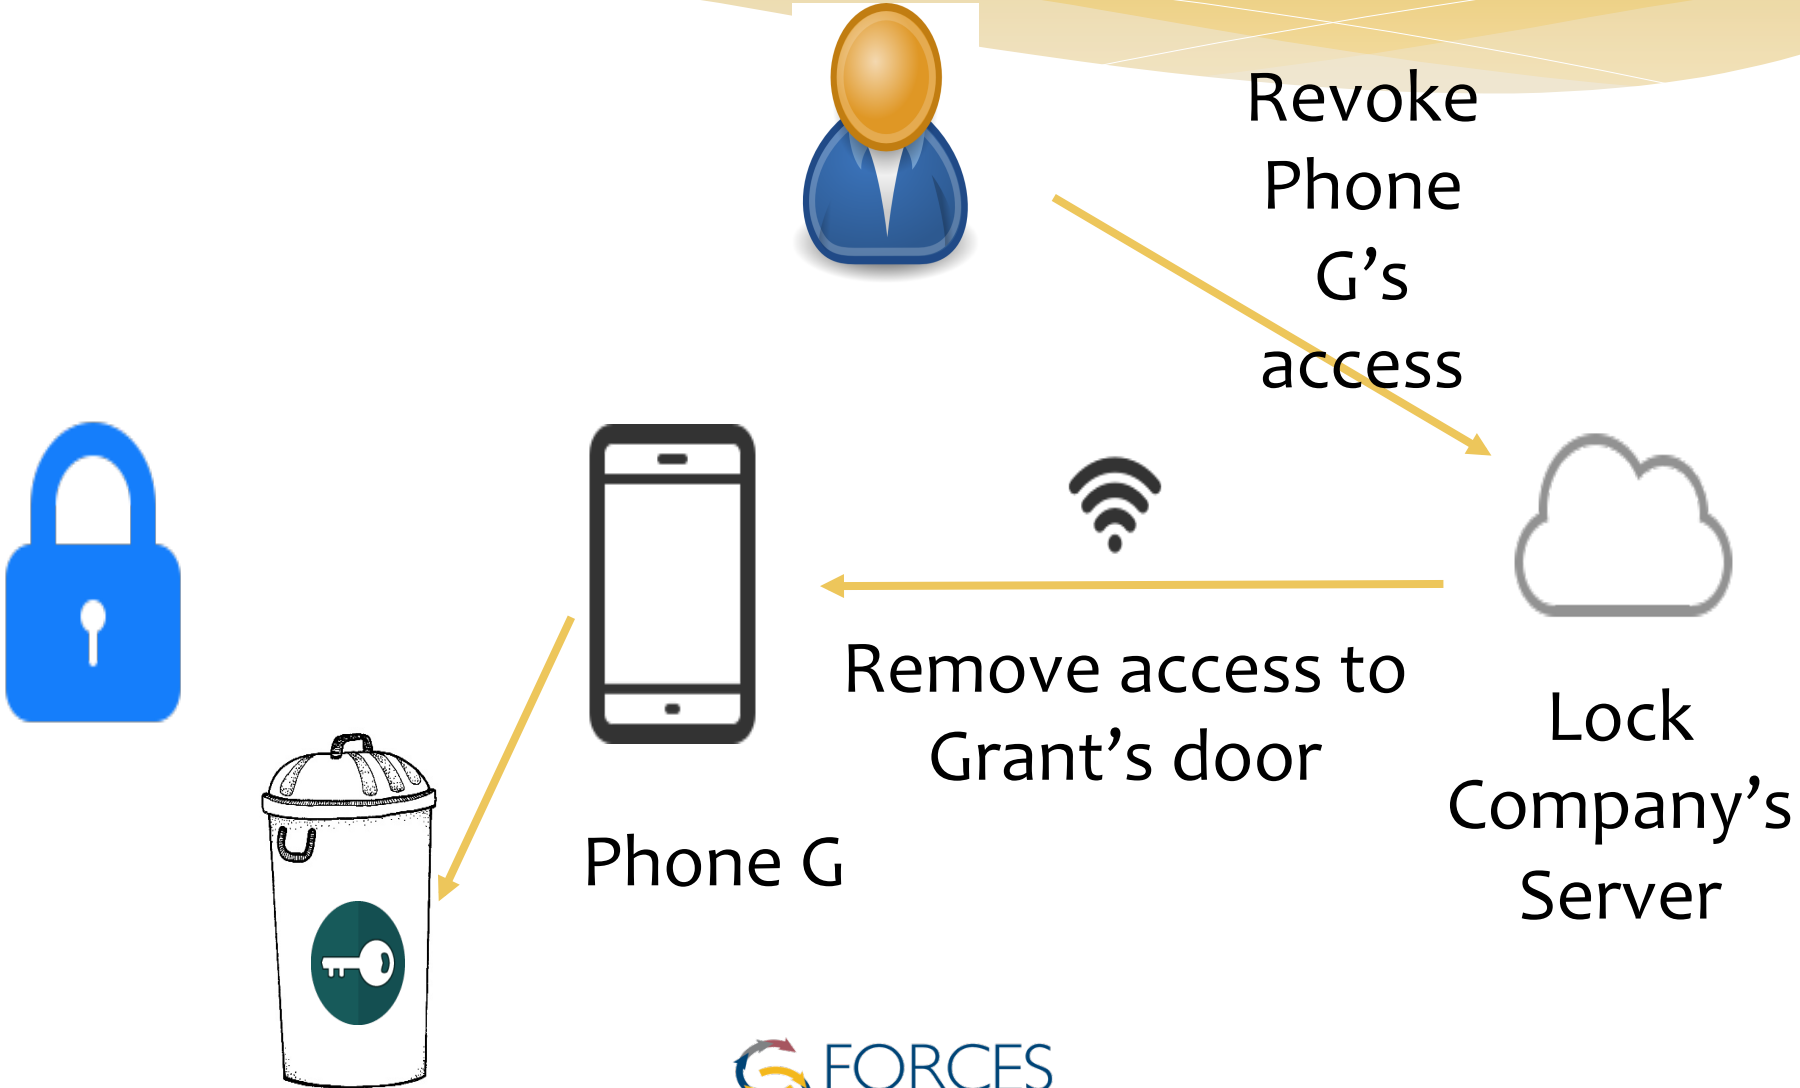 Revoke
Phone
G’s
access
Remove access to
Grant’s door
Lock
Company’s
Server
Phone G
FORCES